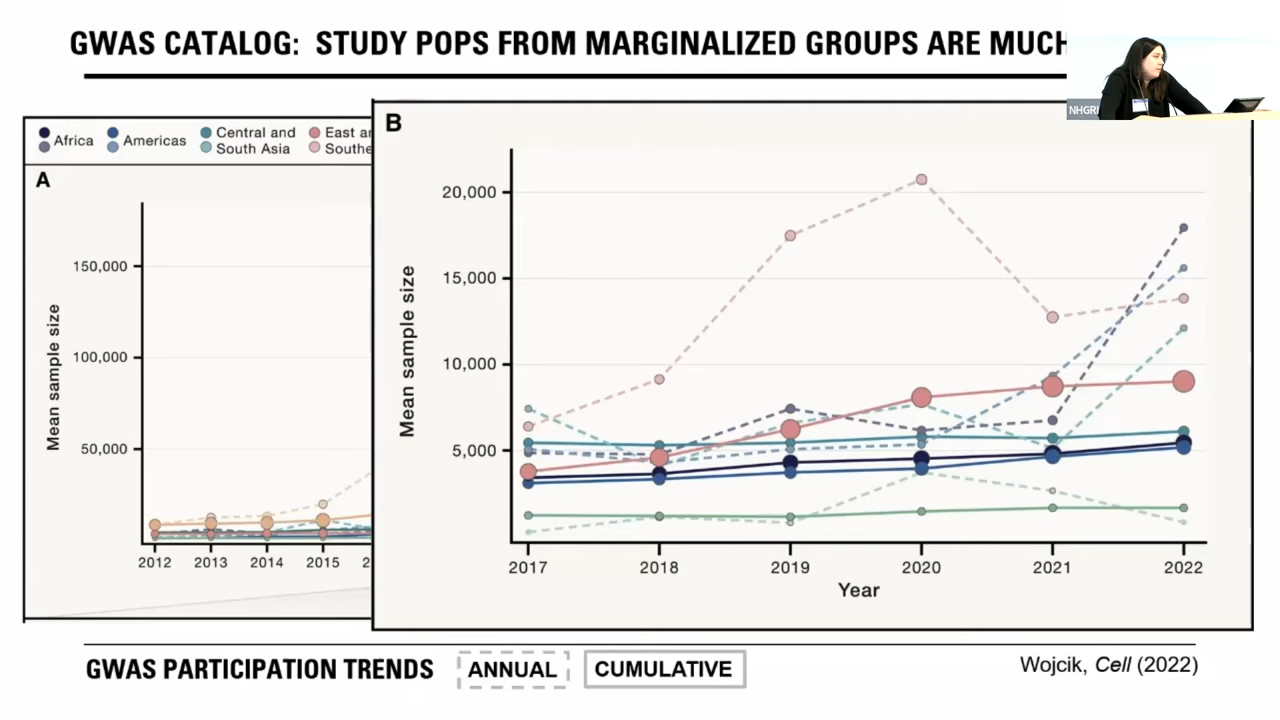 GWAS CATALOG: STUDY POPS FROM MARGINALIZED GROUPS ARE MUCH
NHGRI
Africa
Americas
Central and
South Asia
East
A
Mean sample size
150,000
100,000
50,000
2012 2013 2014 2015
B
Mean sample size
20,000
15,000
10,000
5,000
2017 2018 2019 2020 2021 2022
Year
GWAS PARTICIPATION TRENDS
ANNUAL
CUMULATIVE
Wojcik, Cell (2022)